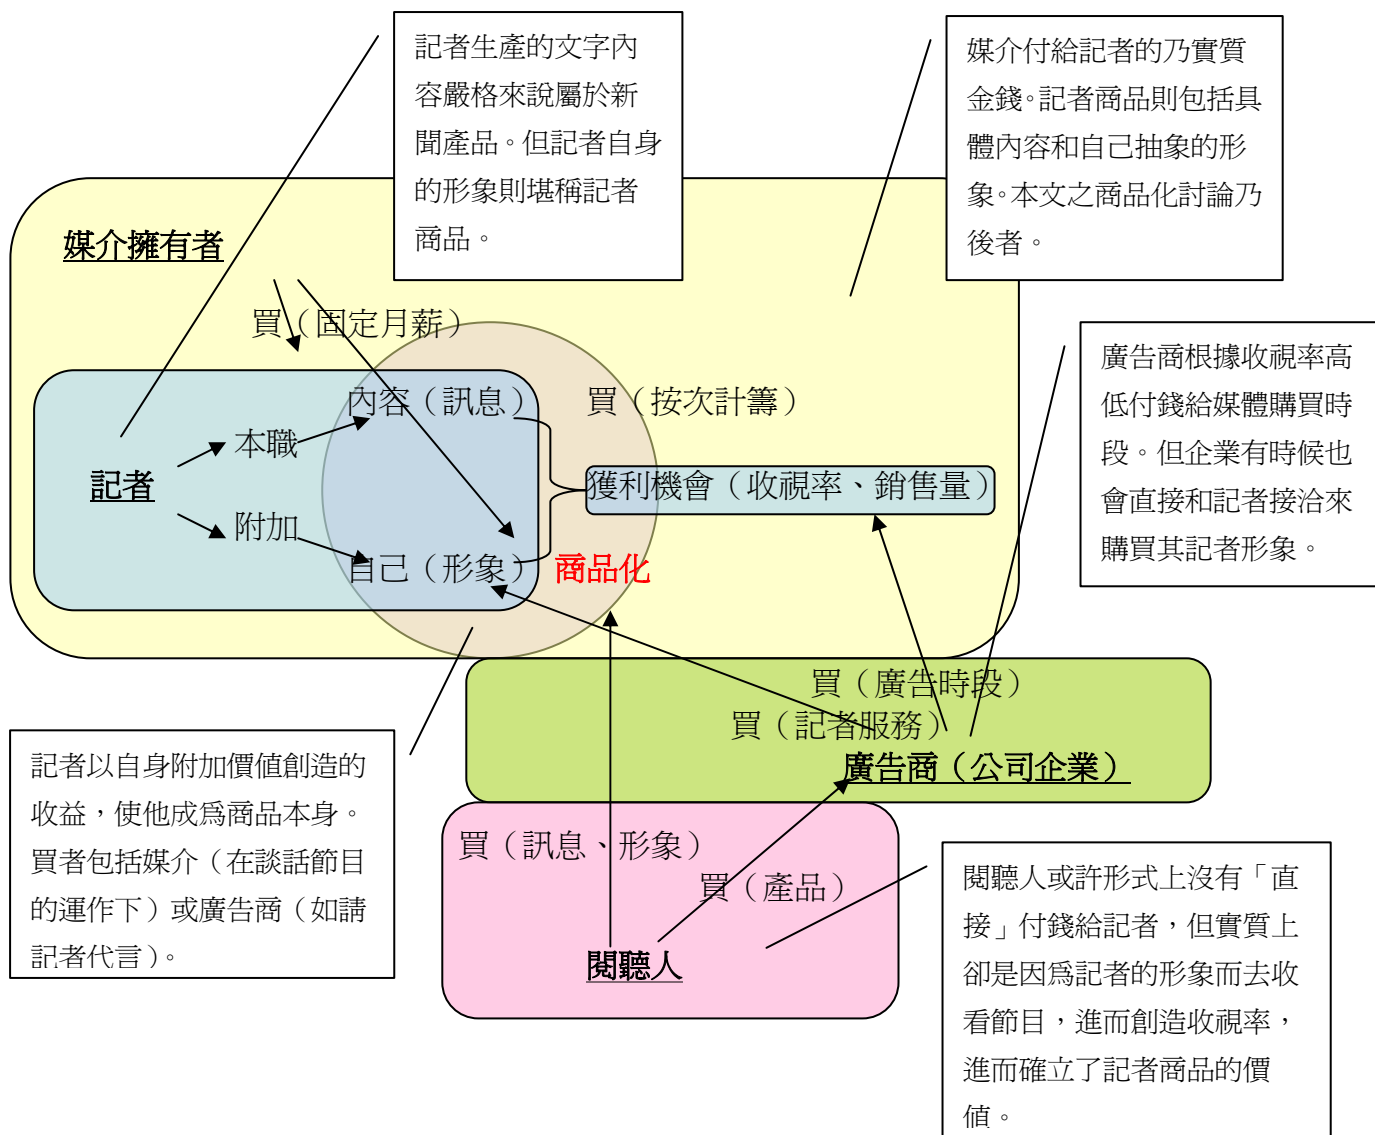 記者生產的文字內
容嚴格來說屬於新
聞產品。但記者自身
的形象則堪稱記者
商品。
媒介付給記者的乃實質
金錢。記者商品則包括具
體內容和自己抽象的形
象。本文之商品化討論乃
後者。
媒介擁有者
買（固定月薪）
廣告商根據收視率高
低付錢給媒體購買時
段。但企業有時候也
會直接和記者接洽來
購買其記者形象。
內容（訊息）
買（按次計籌）
本職
記者
獲利機會（收視率、銷售量）
附加
自己（形象）
商品化
買（廣告時段）
買（記者服務）
廣告商（公司企業）
記者以自身附加價值創造的
收益，使他成為商品本身。
買者包括媒介（在談話節目
的運作下）或廣告商（如請
記者代言）。
買（訊息、形象）
買（產品）
閱聽人
閱聽人或許形式上沒有「直
接」付錢給記者，但實質上
卻是因為記者的形象而去收
看節目，進而創造收視率，
進而確立了記者商品的價
值。